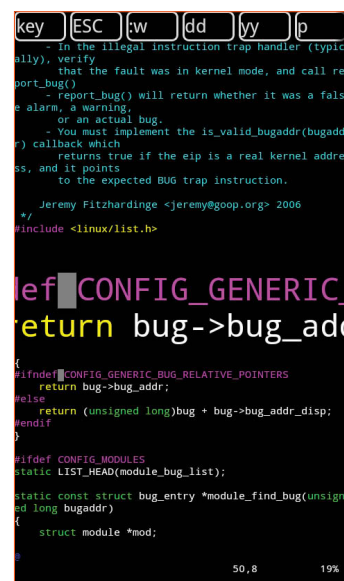 key ESC :w dd yy p
- In the illegal instruction trap handler (typic
ally), verify
that the fault was in kernel mode, and call re
port_bug()
- report_bug() will return whether it was a fals
e alarm, a warning,
or an actual bug.
- You must implement the is_valid_bugaddr(bugadd
r) callback which
returns true if the eip is a real kernel addre
ss, and it points
to the expected BUG trap instruction.
Jeremy Fitzhardinge <jeremy@goop.org> 2006
*/
#include <linux/list.h>
def CONFIG_GENERIC_
return bug->bug_add
{
#ifndef CONFIG_GENERIC_BUG_RELATIVE_POINTERS
return bug->bug_addr;
#else
return (unsigned long)bug + bug->bug_addr_disp;
#endif
}
#ifdef CONFIG_MODULES
static LIST_HEAD(module_bug_list);
static const struct bug_entry *module_find_bug(unsign
ed long bugaddr)
{
struct module *mod;
@
50,8 19%